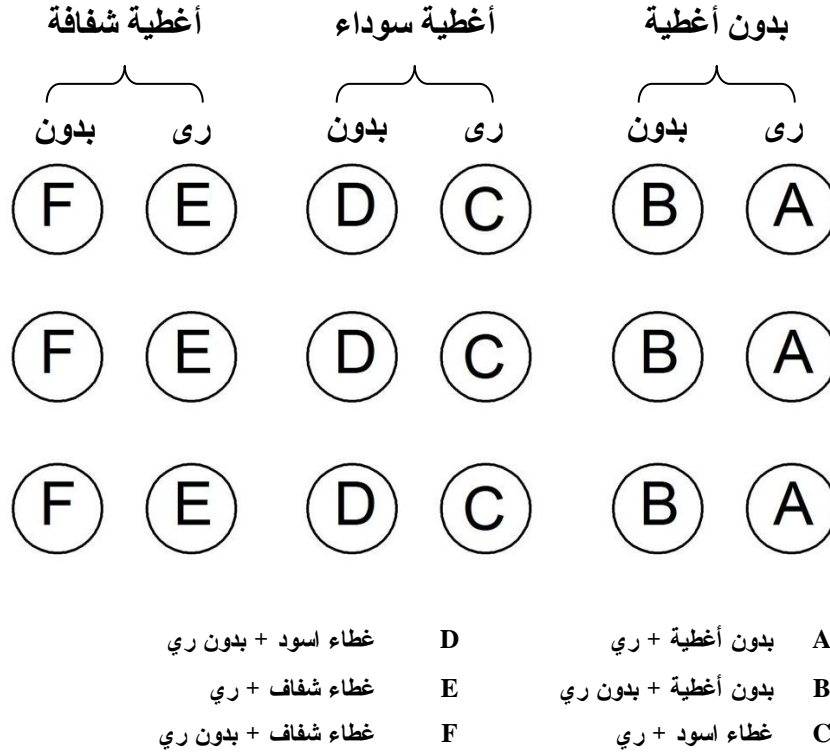 بدون أغطية أغطية سوداء أغطية شفافة
رى بدون رى بدون رى بدون
A B C D E F
A B C D E F
A B C D E F
A بدون أغطية + ري D غطاء اسود + بدون ري
B بدون أغطية + بدون ري E غطاء شفاف + ري
C غطاء اسود + ري F غطاء شفاف + بدون ري